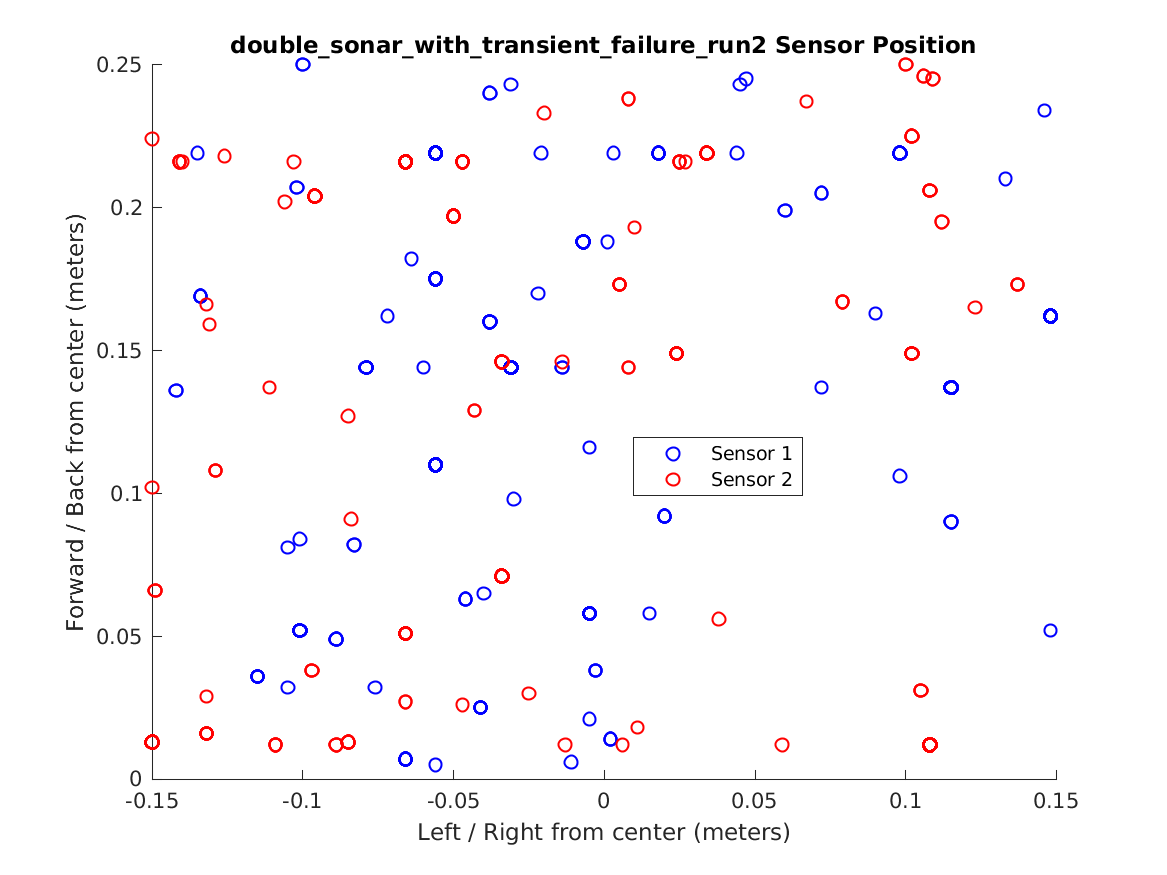 double_sonar_with_transient_failure_run2 Sensor Position
0.25
0.2
0.15
0.1
0.05
0
Forward / Back from center (meters)
Sensor 1
Sensor 2
-0.15 -0.1 -0.05 0 0.05 0.1 0.15
Left / Right from center (meters)